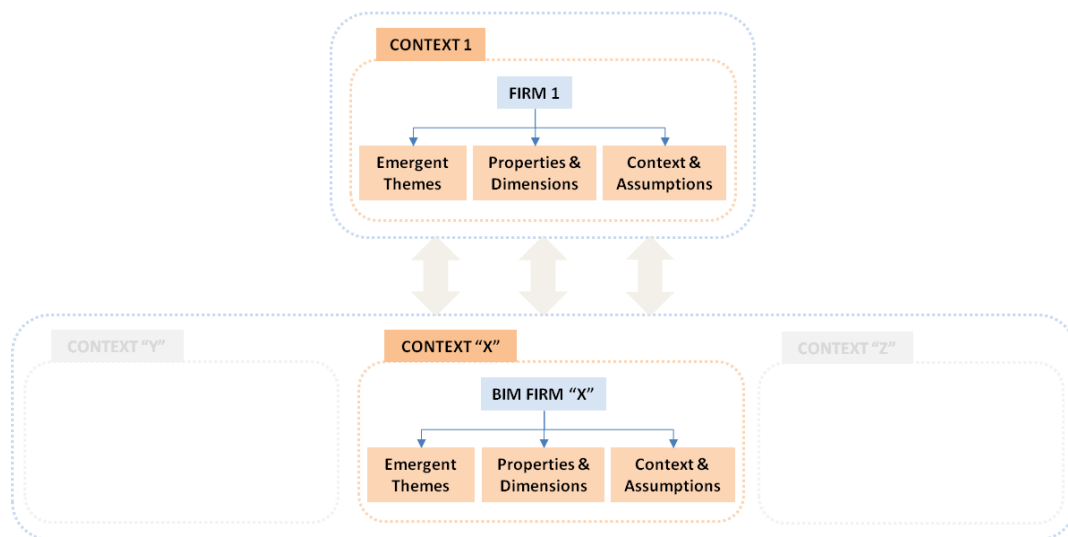 CONTEXT 1
FIRM 1
Emergent Themes
Properties & Dimensions
Context & Assumptions
CONTEXT “Y”
CONTEXT “X”
CONTEXT “Z”
BIM FIRM “X”
Emergent Themes
Properties & Dimensions
Context & Assumptions